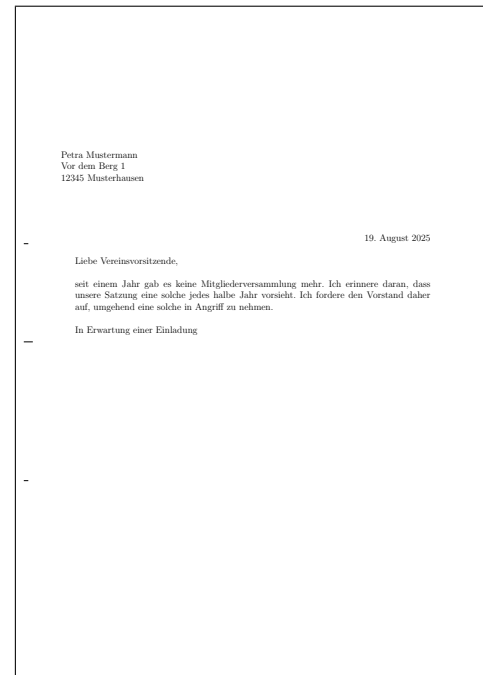 Petra Mustermann
Vor dem Berg 1
12345 Musterhausen
19. August 2025
Liebe Vereinsvorsitzende,
seit einem Jahr gab es keine Mitgliederversammlung mehr. Ich erinnere daran, dass
unsere Satzung eine solche jedes halbe Jahr vorsieht. Ich fordere den Vorstand daher
auf, umgehend eine solche in Angriff zu nehmen.
In Erwartung einer Einladung